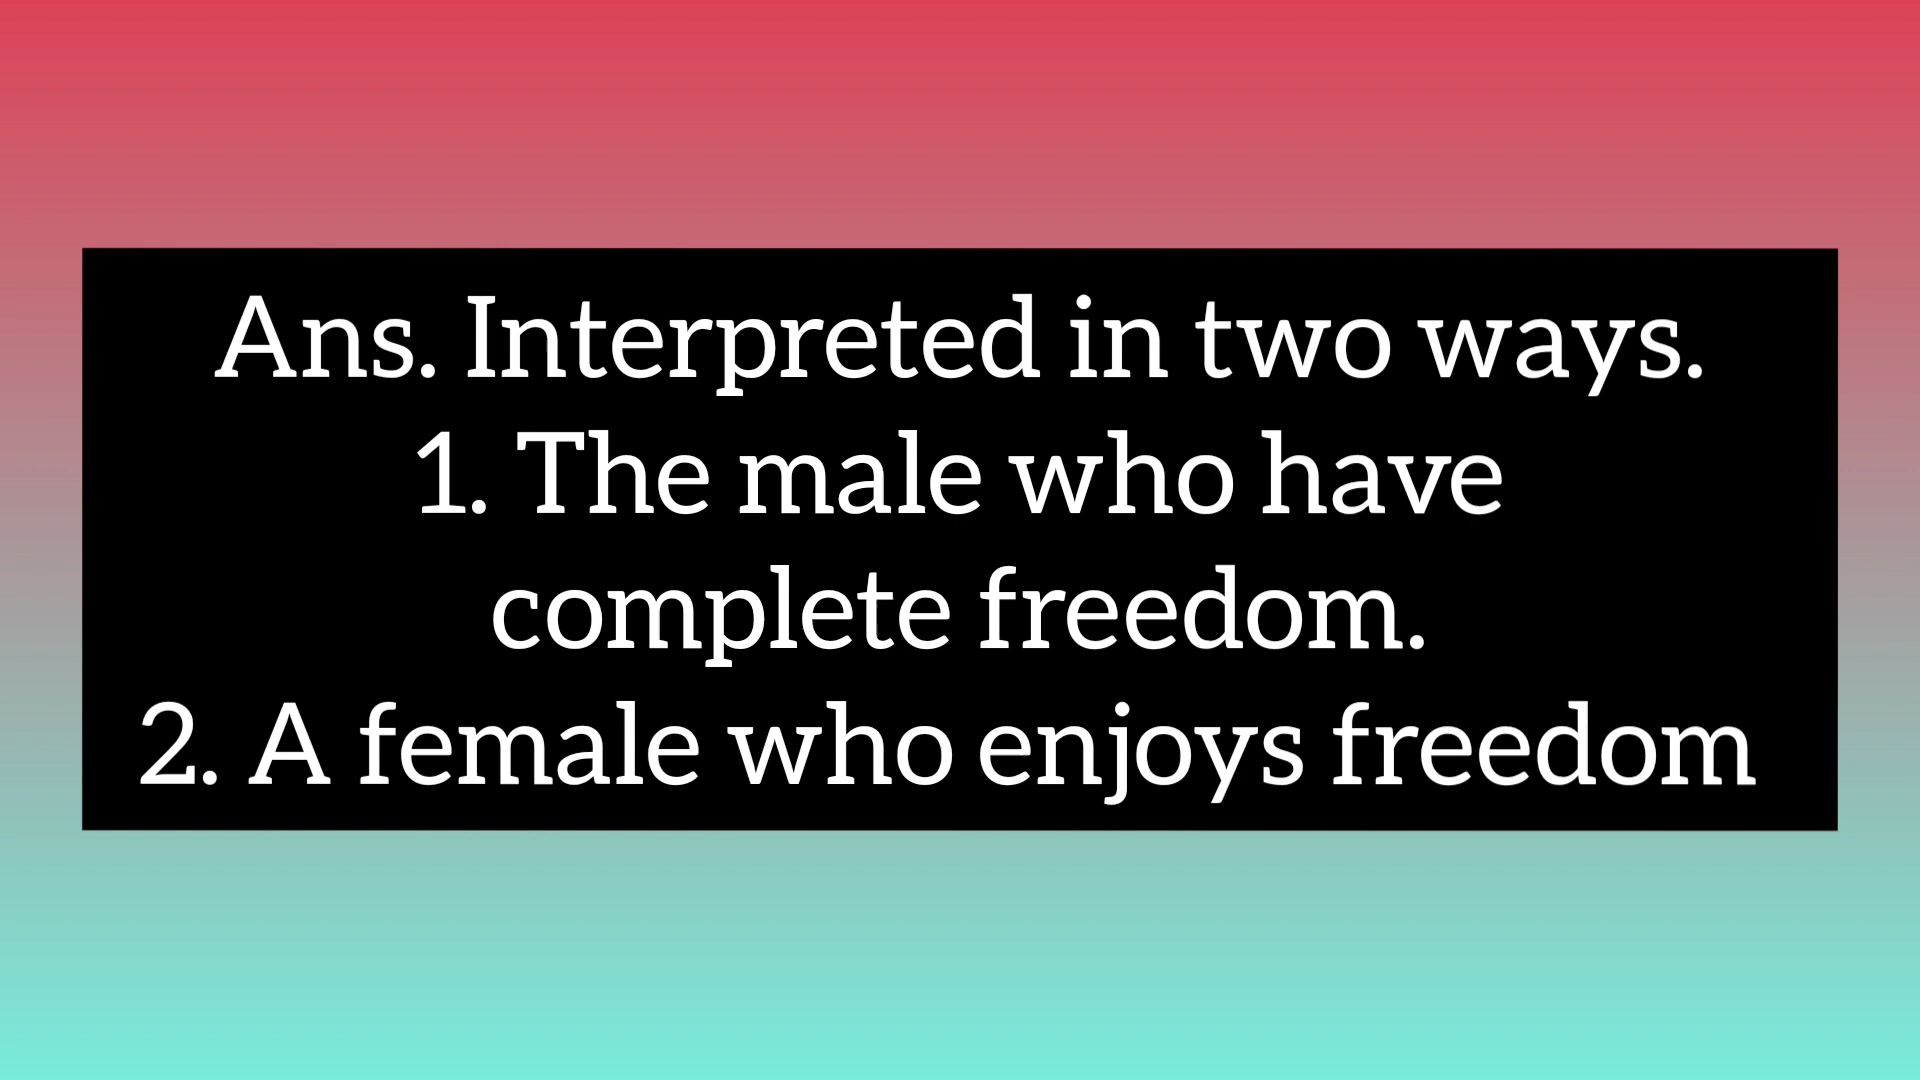 Ans. Interpreted in two ways.
1. The male who have
complete freedom.
2. A female who enjoys freedom